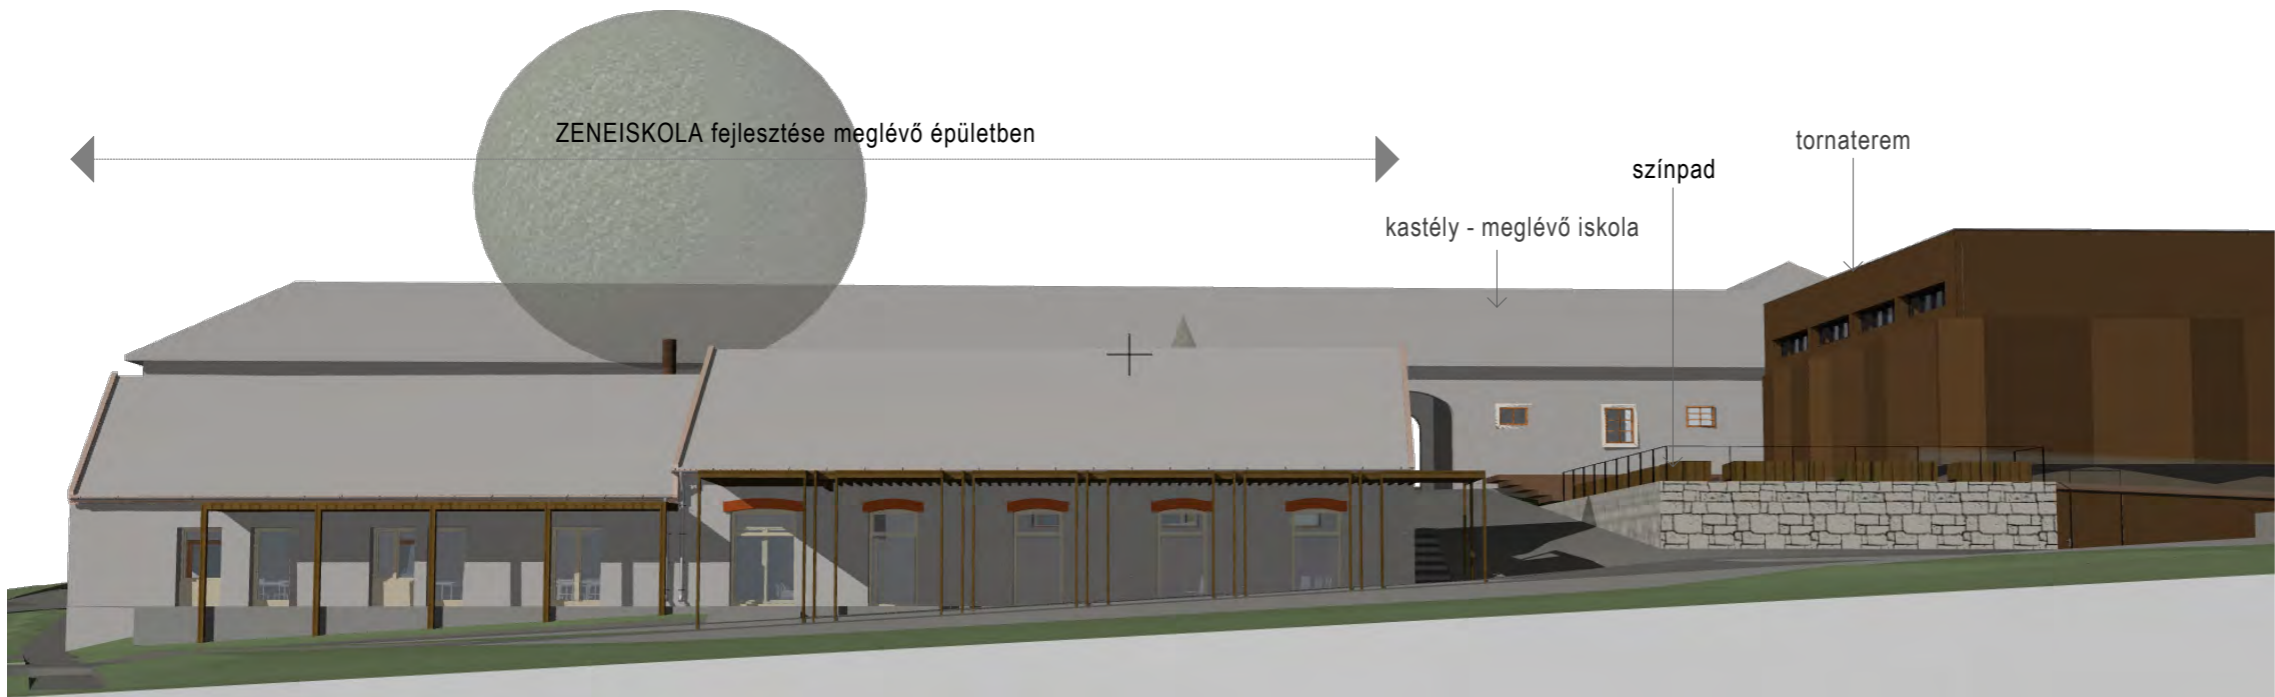 ZENEISKOLA fejlesztése meglévő épületben
tornaterem
színpad
kastély - meglévő iskola